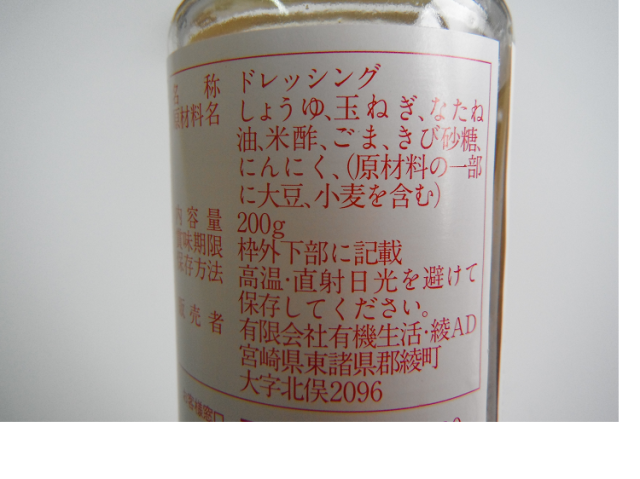 名称 ドレッシング
原材料名 しょうゆ、玉ねぎ、なたね
油、米酢、ごま、きび砂糖、
にんにく、(原材料の一部
に大豆、小麦を含む)
内容量 200g
賞味期限 枠外下部に記載
保存方法 高温・直射日光を避けて
保存してください。
販売者 有限会社有機生活・綾AD
宮崎県東諸県郡綾町
大字北俣2096
お客様窓口